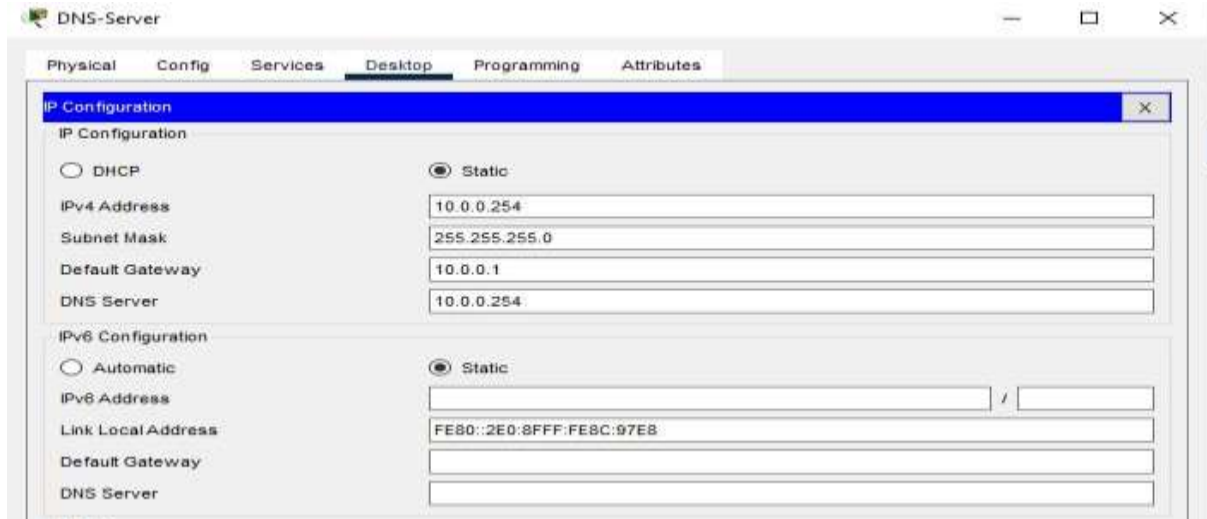 DNS-Server
Physical Config Services Desktop Programming Attributes
IP Configuration X
IP Configuration
DHCP Static
IPv4 Address 10.0.0.254
Subnet Mask 255.255.255.0
Default Gateway 10.0.0.1
DNS Server 10.0.0.254
IPv6 Configuration
Automatic Static
IPv6 Address /
Link Local Address FE80::2E0:8FFF:FE8C:97E8
Default Gateway
DNS Server